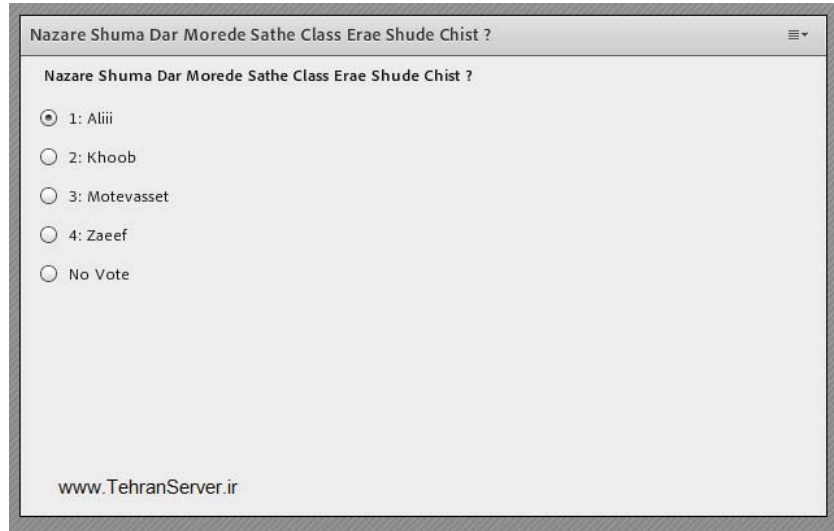 Nazare Shuma Dar Morede Sathe Class Erae Shude Chist ?
Nazare Shuma Dar Morede Sathe Class Erae Shude Chist ?
1: Aliii
2: Khoob
3: Motevasset
4: Zaeef
No Vote
www.TehranServer.ir